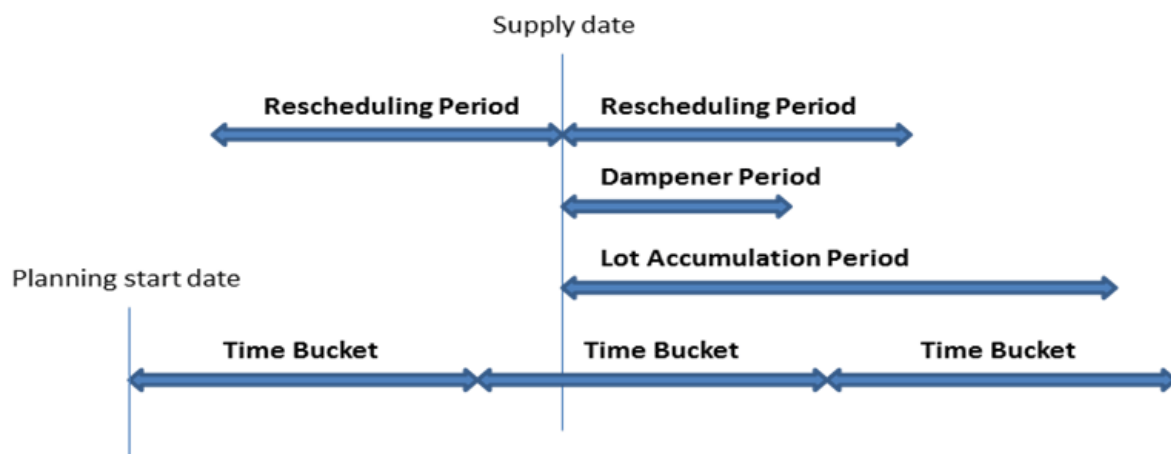 Supply date
Rescheduling Period Rescheduling Period
Dampener Period
Lot Accumulation Period
Planning start date
Time Bucket Time Bucket Time Bucket